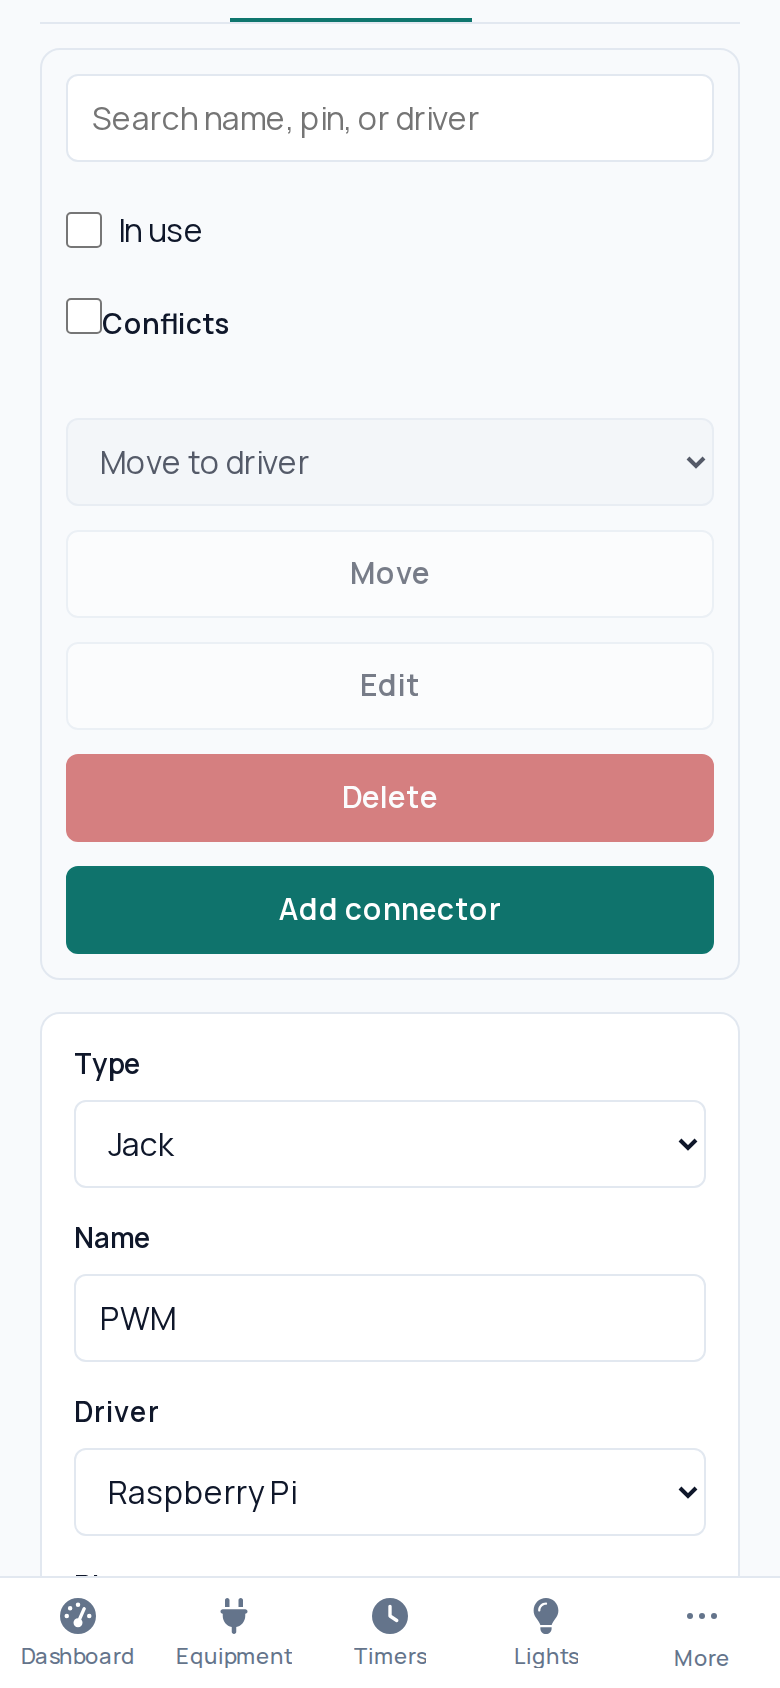 Search name, pin, or driver
In use
Conflicts
Move to driver
Move
Edit
Delete
Add connector
Type
Jack
Name
PWM
Driver
Raspberry Pi
Dashboard
Equipment
Timers
Lights
More